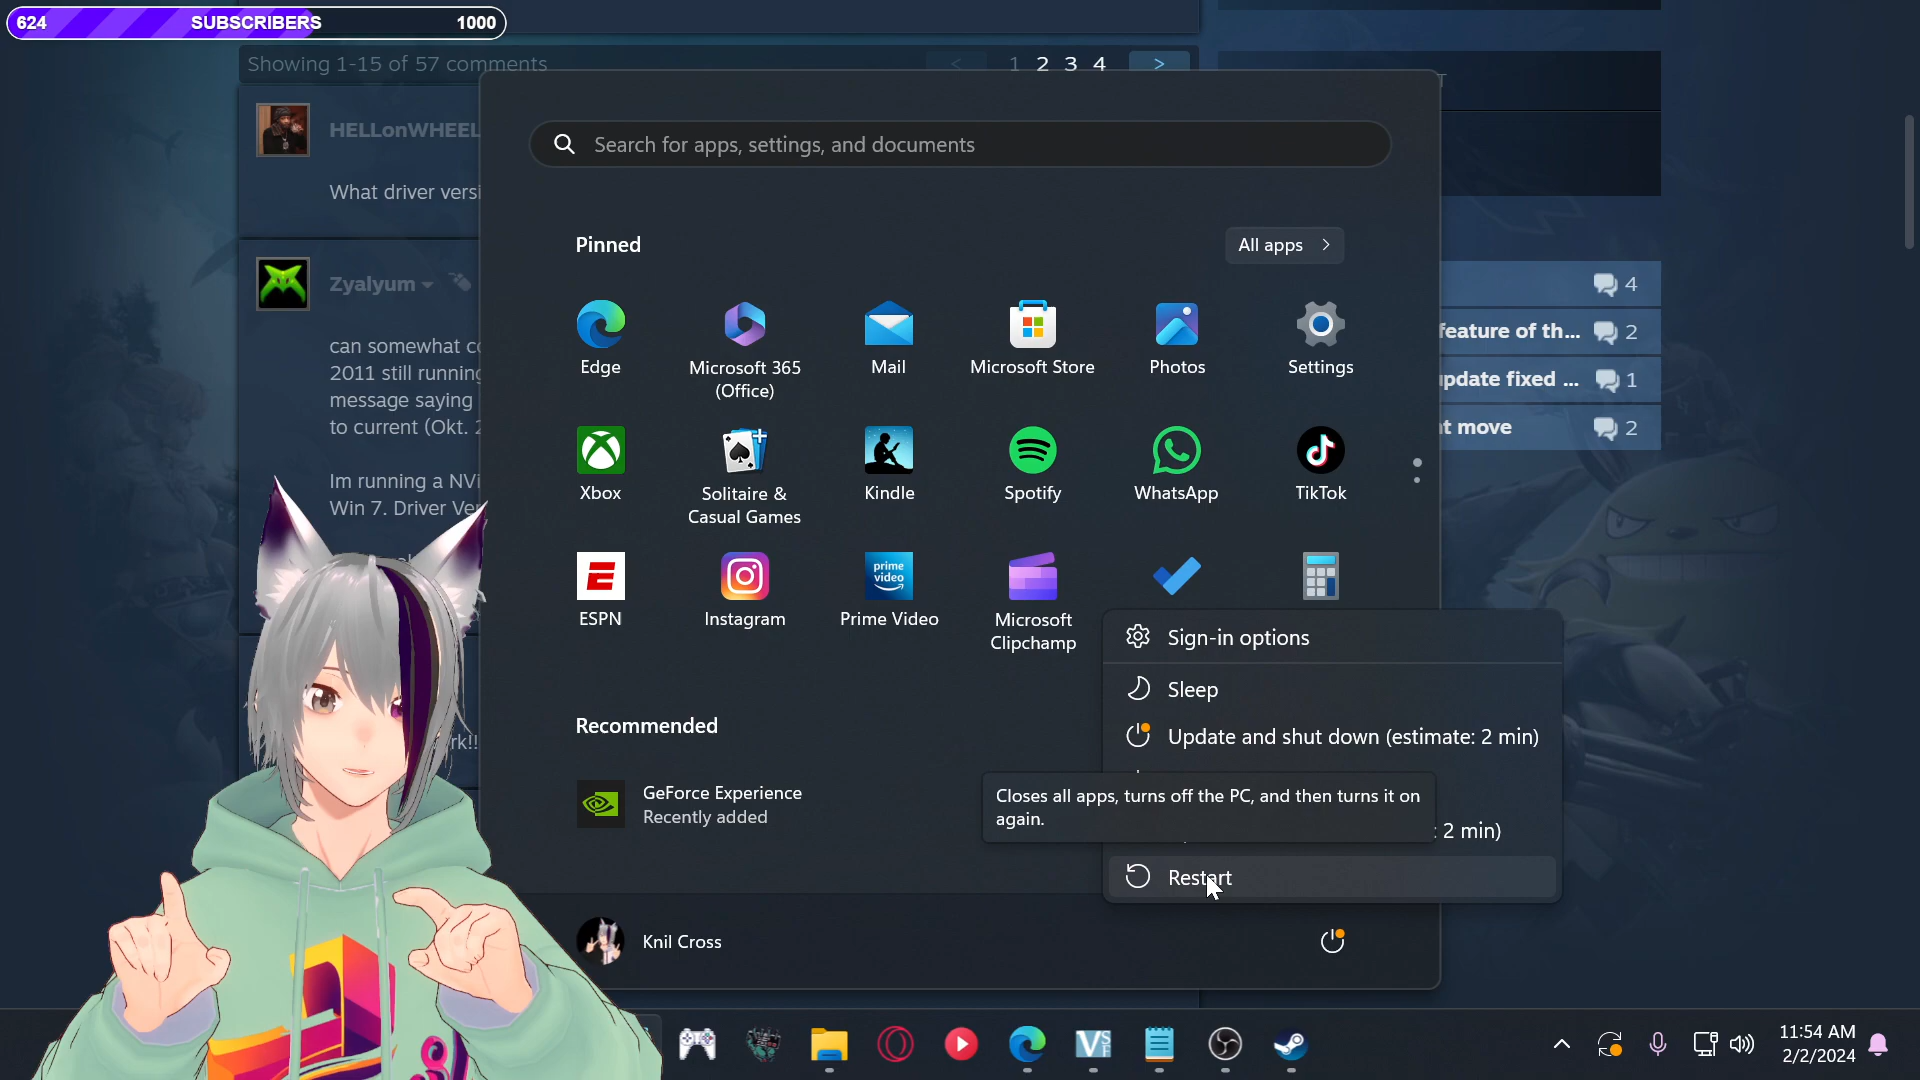 624 SUBSCRIBERS 1000
Showing 1-15 of 57 comments
< 1 2 3 4 >
HELLonWHEEL
What driver versi
Zyalyum
can somewhat
2011 still running
message saying
to current (Okt.
Im running a NVi
Win 7. Driver Ver
rk!!
Search for apps, settings, and documents
Pinned
All apps >
Edge
Microsoft 365
(Office)
Mail
Microsoft Store
Photos
Settings
Xbox
Solitaire &
Casual Games
Kindle
Spotify
WhatsApp
TikTok
ESPN
Instagram
prime
video
Prime Video
Microsoft
Clipchamp
Recommended
GeForce Experience
Recently added
Sign-in options
Sleep
Update and shut down (estimate: 2 min)
Closes all apps, turns off the PC, and then turns it on
again.
: 2 min)
Restart
Knil Cross
4
feature of th... 2
update fixed ... 1
t move 2
11:54 AM
2/2/2024